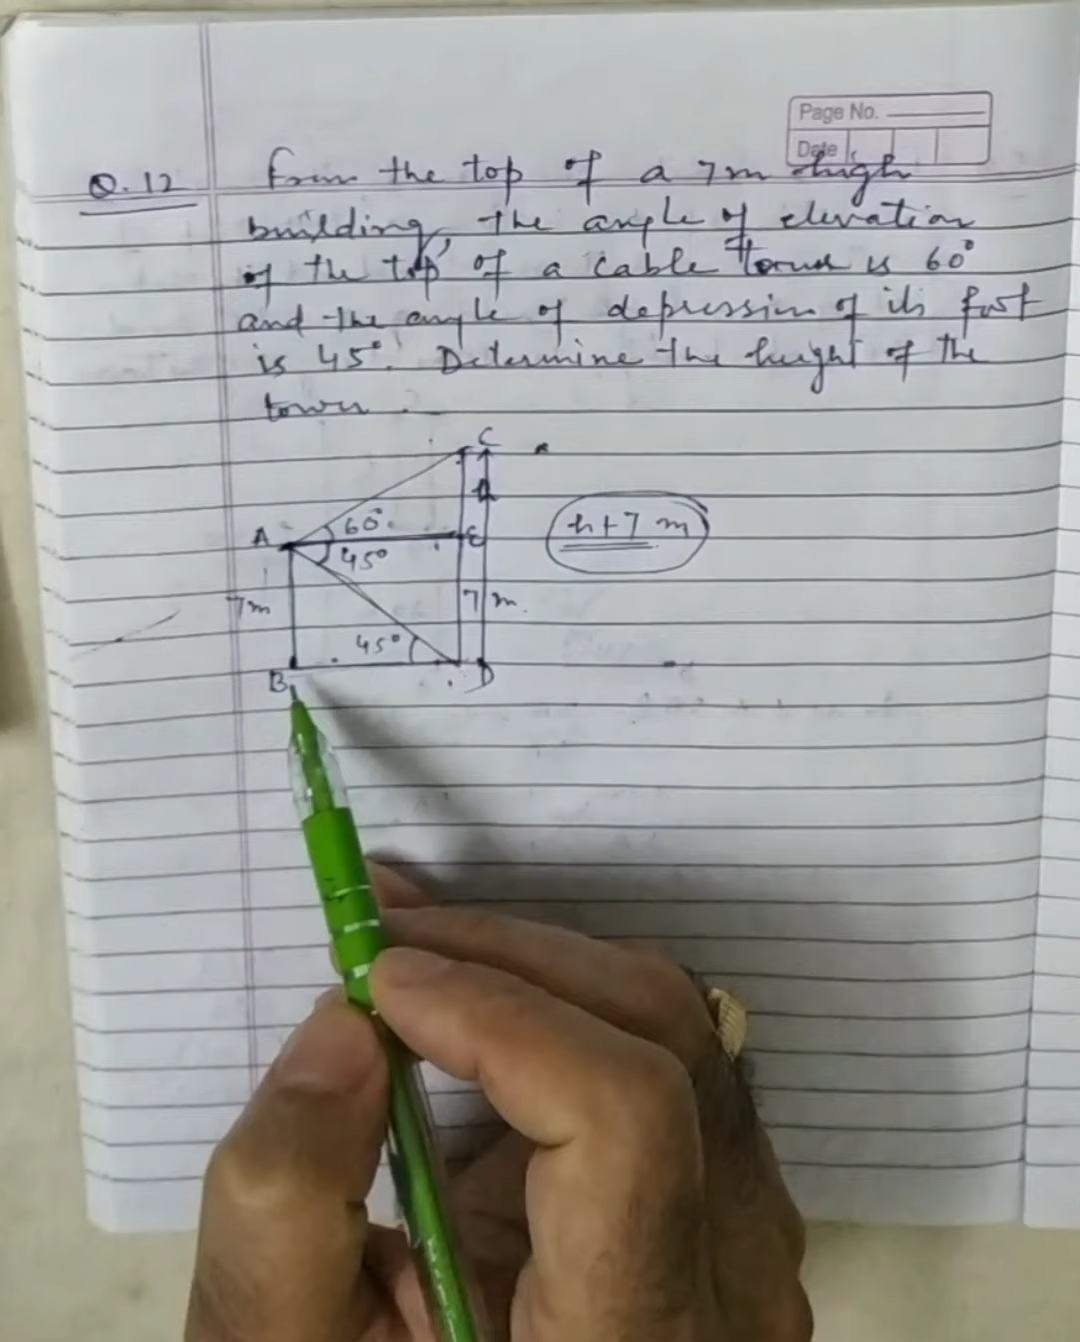 Page No.
Date
Q.12 From the top of a 7m high
building, the angle of elevation
of the top of a cable tower is 60°
and the angle of depression of its foot
is 45°. Determine the height of the
tower.
C
A 60° E
45°
h+7 m
7m 7 m
45°
B D